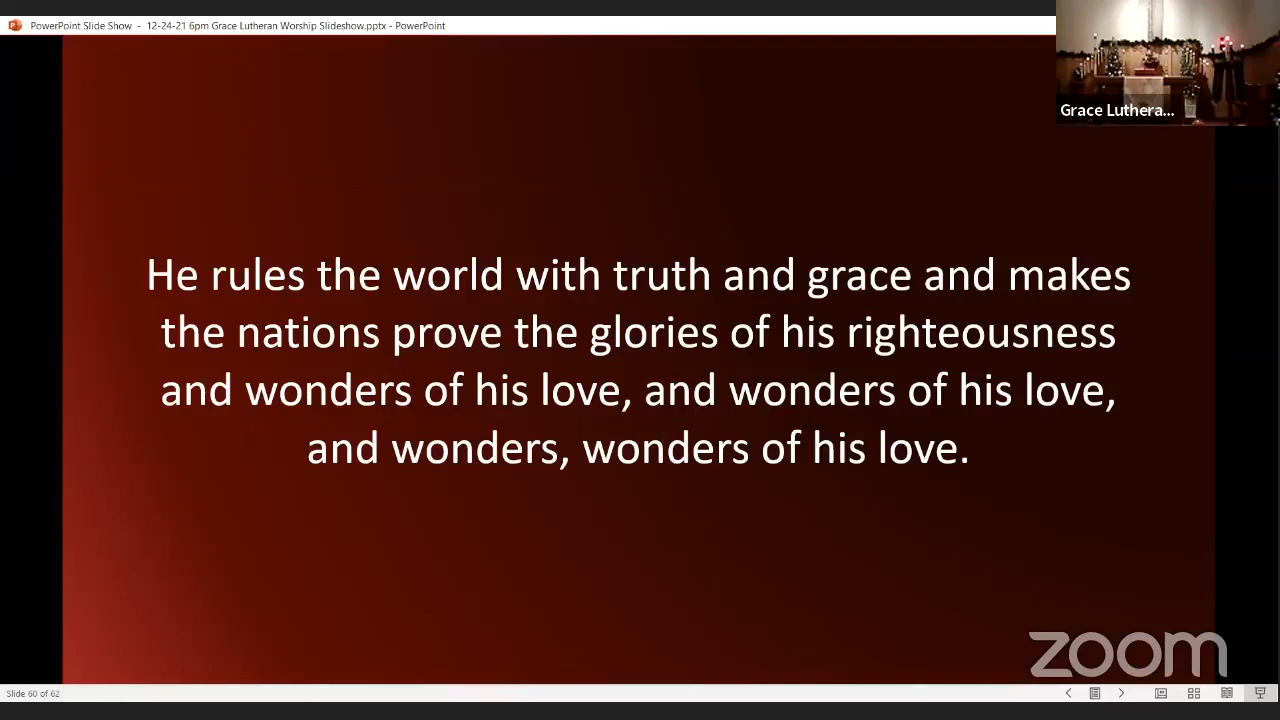 PowerPoint Slide Show - 12-24-21 6pm Grace Lutheran Worship Slideshow.pptx - PowerPoint
Grace Luthera...
He rules the world with truth and grace and makes
the nations prove the glories of his righteousness
and wonders of his love, and wonders of his love,
and wonders, wonders of his love.
zoom
Slide 60 of 62